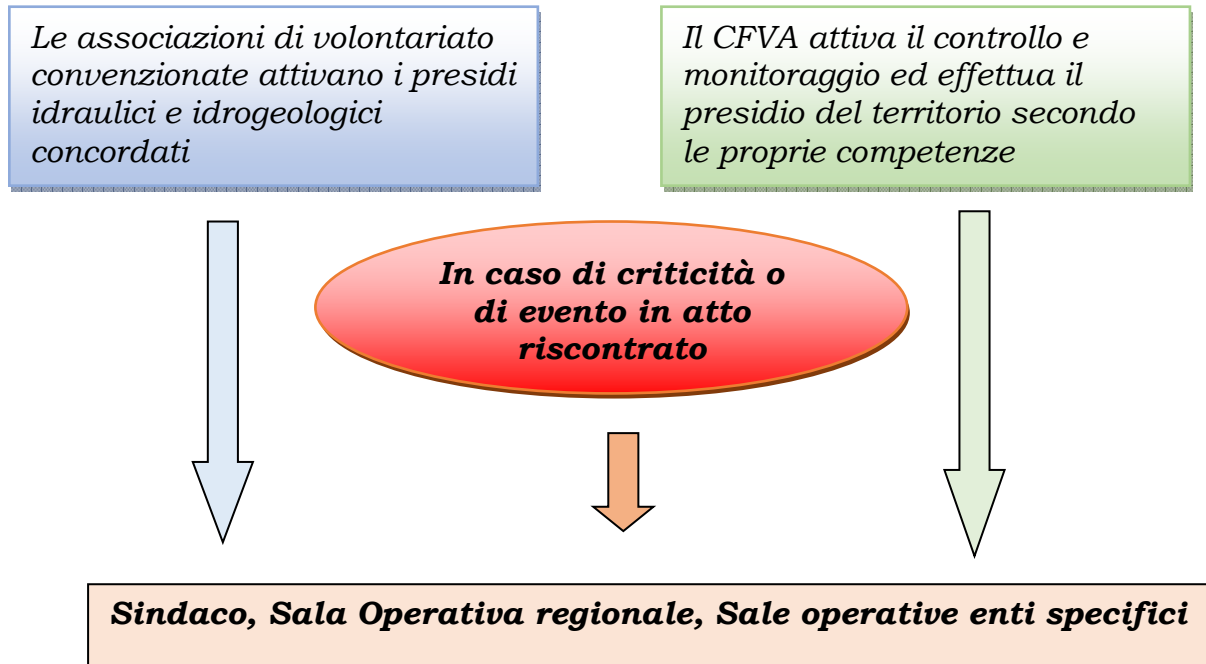 Le associazioni di volontariato
convenzionate attivano i presidi
idraulici e idrogeologici
concordati
Il CFVA attiva il controllo e
monitoraggio ed effettua il
presidio del territorio secondo
le proprie competenze
In caso di criticità o
di evento in atto
riscontrato
Sindaco, Sala Operativa regionale, Sale operative enti specifici